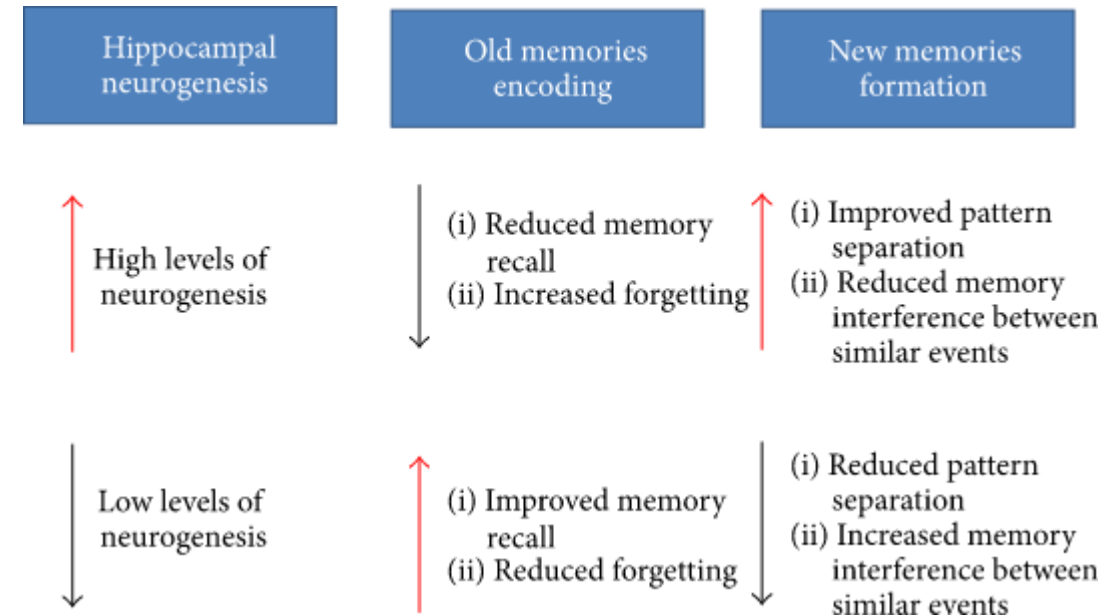 Hippocampal
neurogenesis
Old memories
encoding
New memories
formation
High levels of
neurogenesis
(i) Reduced memory
recall
(ii) Increased forgetting
(i) Improved pattern
separation
(ii) Reduced memory
interference between
similar events
Low levels of
neurogenesis
(i) Improved memory
recall
(ii) Reduced forgetting
(i) Reduced pattern
separation
(ii) Increased memory
interference between
similar events